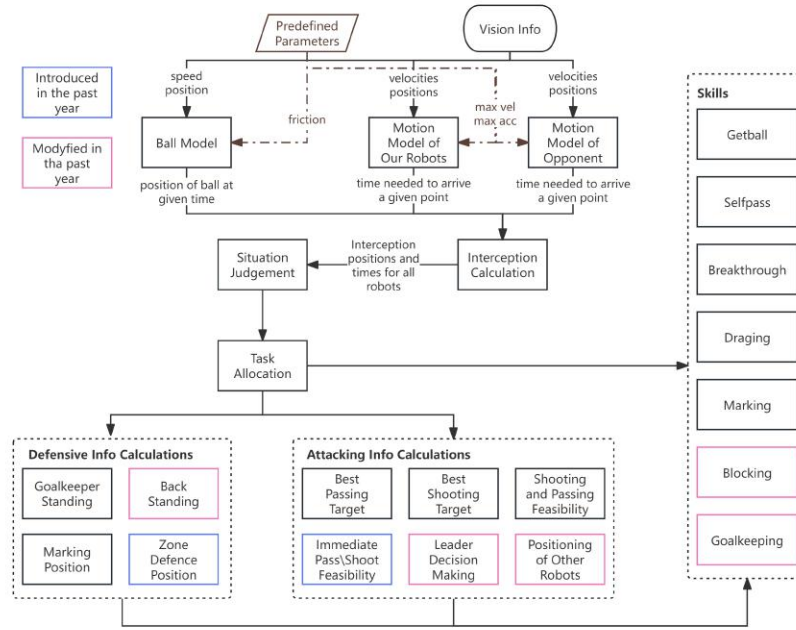 Predefined
Parameters
Vision Info
Introduced
in the past
year
Modyfied in
tha past
year
speed
position
friction
velocities
positions
max vel
max acc
velocities
positions
Ball Model
Motion
Model of
Our Robots
Motion
Model of
Opponent
position of ball at
given time
time needed to arrive
a given point
time needed to arrive
a given point
Situation
Judgement
Interception
positions and
times for all
robots
Interception
Calculation
Task
Allocation
Defensive Info Calculations
Goalkeeper
Standing
Back
Standing
Marking
Position
Zone
Defence
Position
Attacking Info Calculations
Best
Passing
Target
Best
Shooting
Target
Shooting
and Passing
Feasibility
Immediate
Pass\Shoot
Feasibility
Leader
Decision
Making
Positioning
of Other
Robots
Skills
Getball
Selfpass
Breakthrough
Draging
Marking
Blocking
Goalkeeping